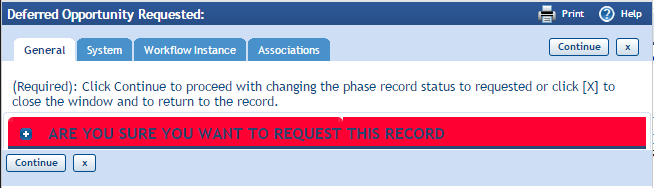 Deferred Opportunity Requested: Print Help
General System Workflow Instance Associations Continue x
(Required): Click Continue to proceed with changing the phase record status to requested or click [X] to
close the window and to return to the record.
ARE YOU SURE YOU WANT TO REQUEST THIS RECORD
Continue x